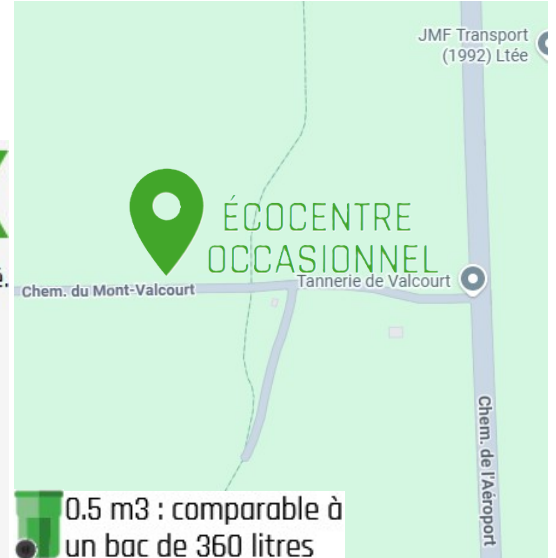 JMF Transport
(1992) Ltée
ÉCOCENTRE
OCCASIONNEL
Tannerie de Valcourt
é.
Chem. du Mont-Valcourt
Chem. de l'Aéroport
0.5 m3 : comparable à
un bac de 360 litres